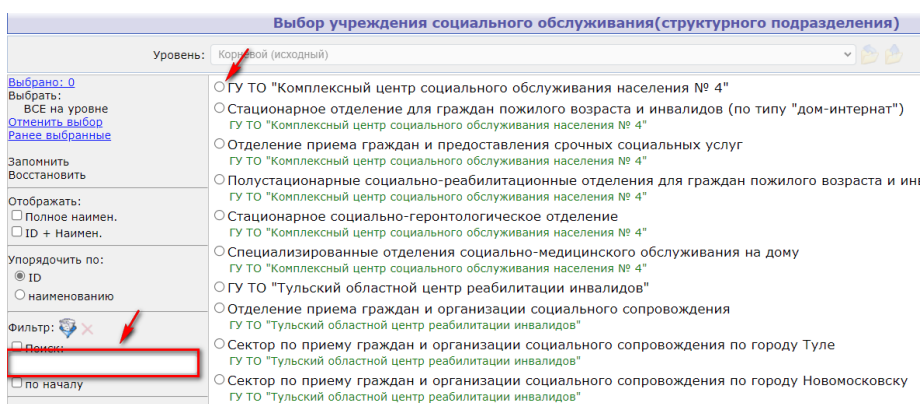 Выбор учреждения социального обслуживания(структурного подразделения)
Уровень: Корневой (исходный)
Выбрано: 0
Выбрать:
ВСЕ на уровне
Отменить выбор
Ранее выбранные
Запомнить
Восстановить
Отображать:
Полное наимен.
ID + Наимен.
Упорядочить по:
ID
наименованию
Фильтр:
Поиск:
по началу
ГУ ТО "Комплексный центр социального обслуживания населения № 4"
Стационарное отделение для граждан пожилого возраста и инвалидов (по типу "дом-интернат")
ГУ ТО "Комплексный центр социального обслуживания населения № 4"
Отделение приема граждан и предоставления срочных социальных услуг
ГУ ТО "Комплексный центр социального обслуживания населения № 4"
Полустационарные социально-реабилитационные отделения для граждан пожилого возраста и
ГУ ТО "Комплексный центр социального обслуживания населения № 4"
Стационарное социально-геронтологическое отделение
ГУ ТО "Комплексный центр социального обслуживания населения № 4"
Специализированные отделения социально-медицинского обслуживания на дому
ГУ ТО "Комплексный центр социального обслуживания населения № 4"
ГУ ТО "Тульский областной центр реабилитации инвалидов"
Отделение приема граждан и организации социального сопровождения
ГУ ТО "Тульский областной центр реабилитации инвалидов"
Сектор по приему граждан и организации социального сопровождения по городу Туле
ГУ ТО "Тульский областной центр реабилитации инвалидов"
Сектор по приему граждан и организации социального сопровождения по городу Новомосковску
ГУ ТО "Тульский областной центр реабилитации инвалидов"